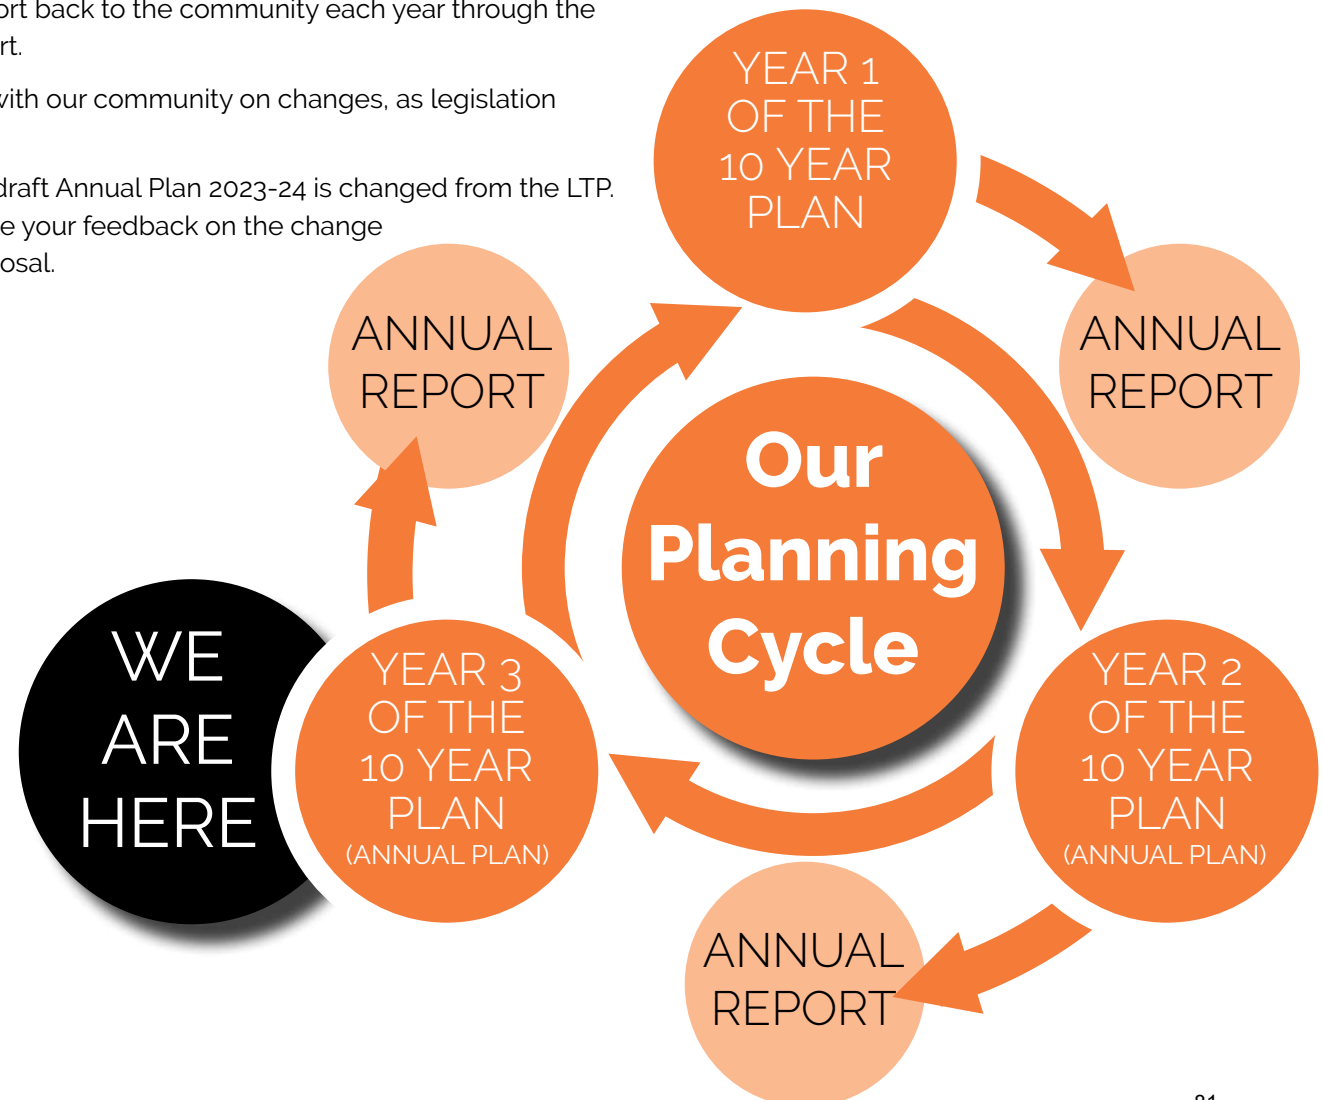 ort back to the community each year through the
rt.
with our community on changes, as legislation
draft Annual Plan 2023-24 is changed from the LTP.
e your feedback on the change
osal.
YEAR 1
OF THE
10 YEAR
PLAN
ANNUAL
REPORT
ANNUAL
REPORT
Our
Planning
Cycle
WE
ARE
HERE
YEAR 3
OF THE
10 YEAR
PLAN
(ANNUAL PLAN)
YEAR 2
OF THE
10 YEAR
PLAN
(ANNUAL PLAN)
ANNUAL
REPORT